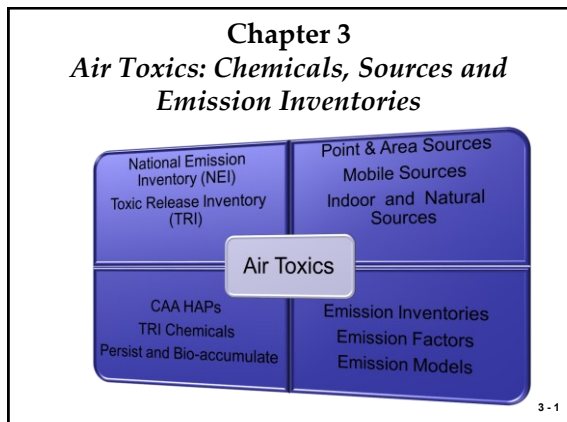 Chapter 3
Air Toxics: Chemicals, Sources and
Emission Inventories
National Emission
Inventory (NEI)
Toxic Release Inventory
(TRI)
Point & Area Sources
Mobile Sources
Indoor and Natural
Sources
Air Toxics
CAA HAPs
TRI Chemicals
Persist and Bio-accumulate
Emission Inventories
Emission Factors
Emission Models
3 - 1